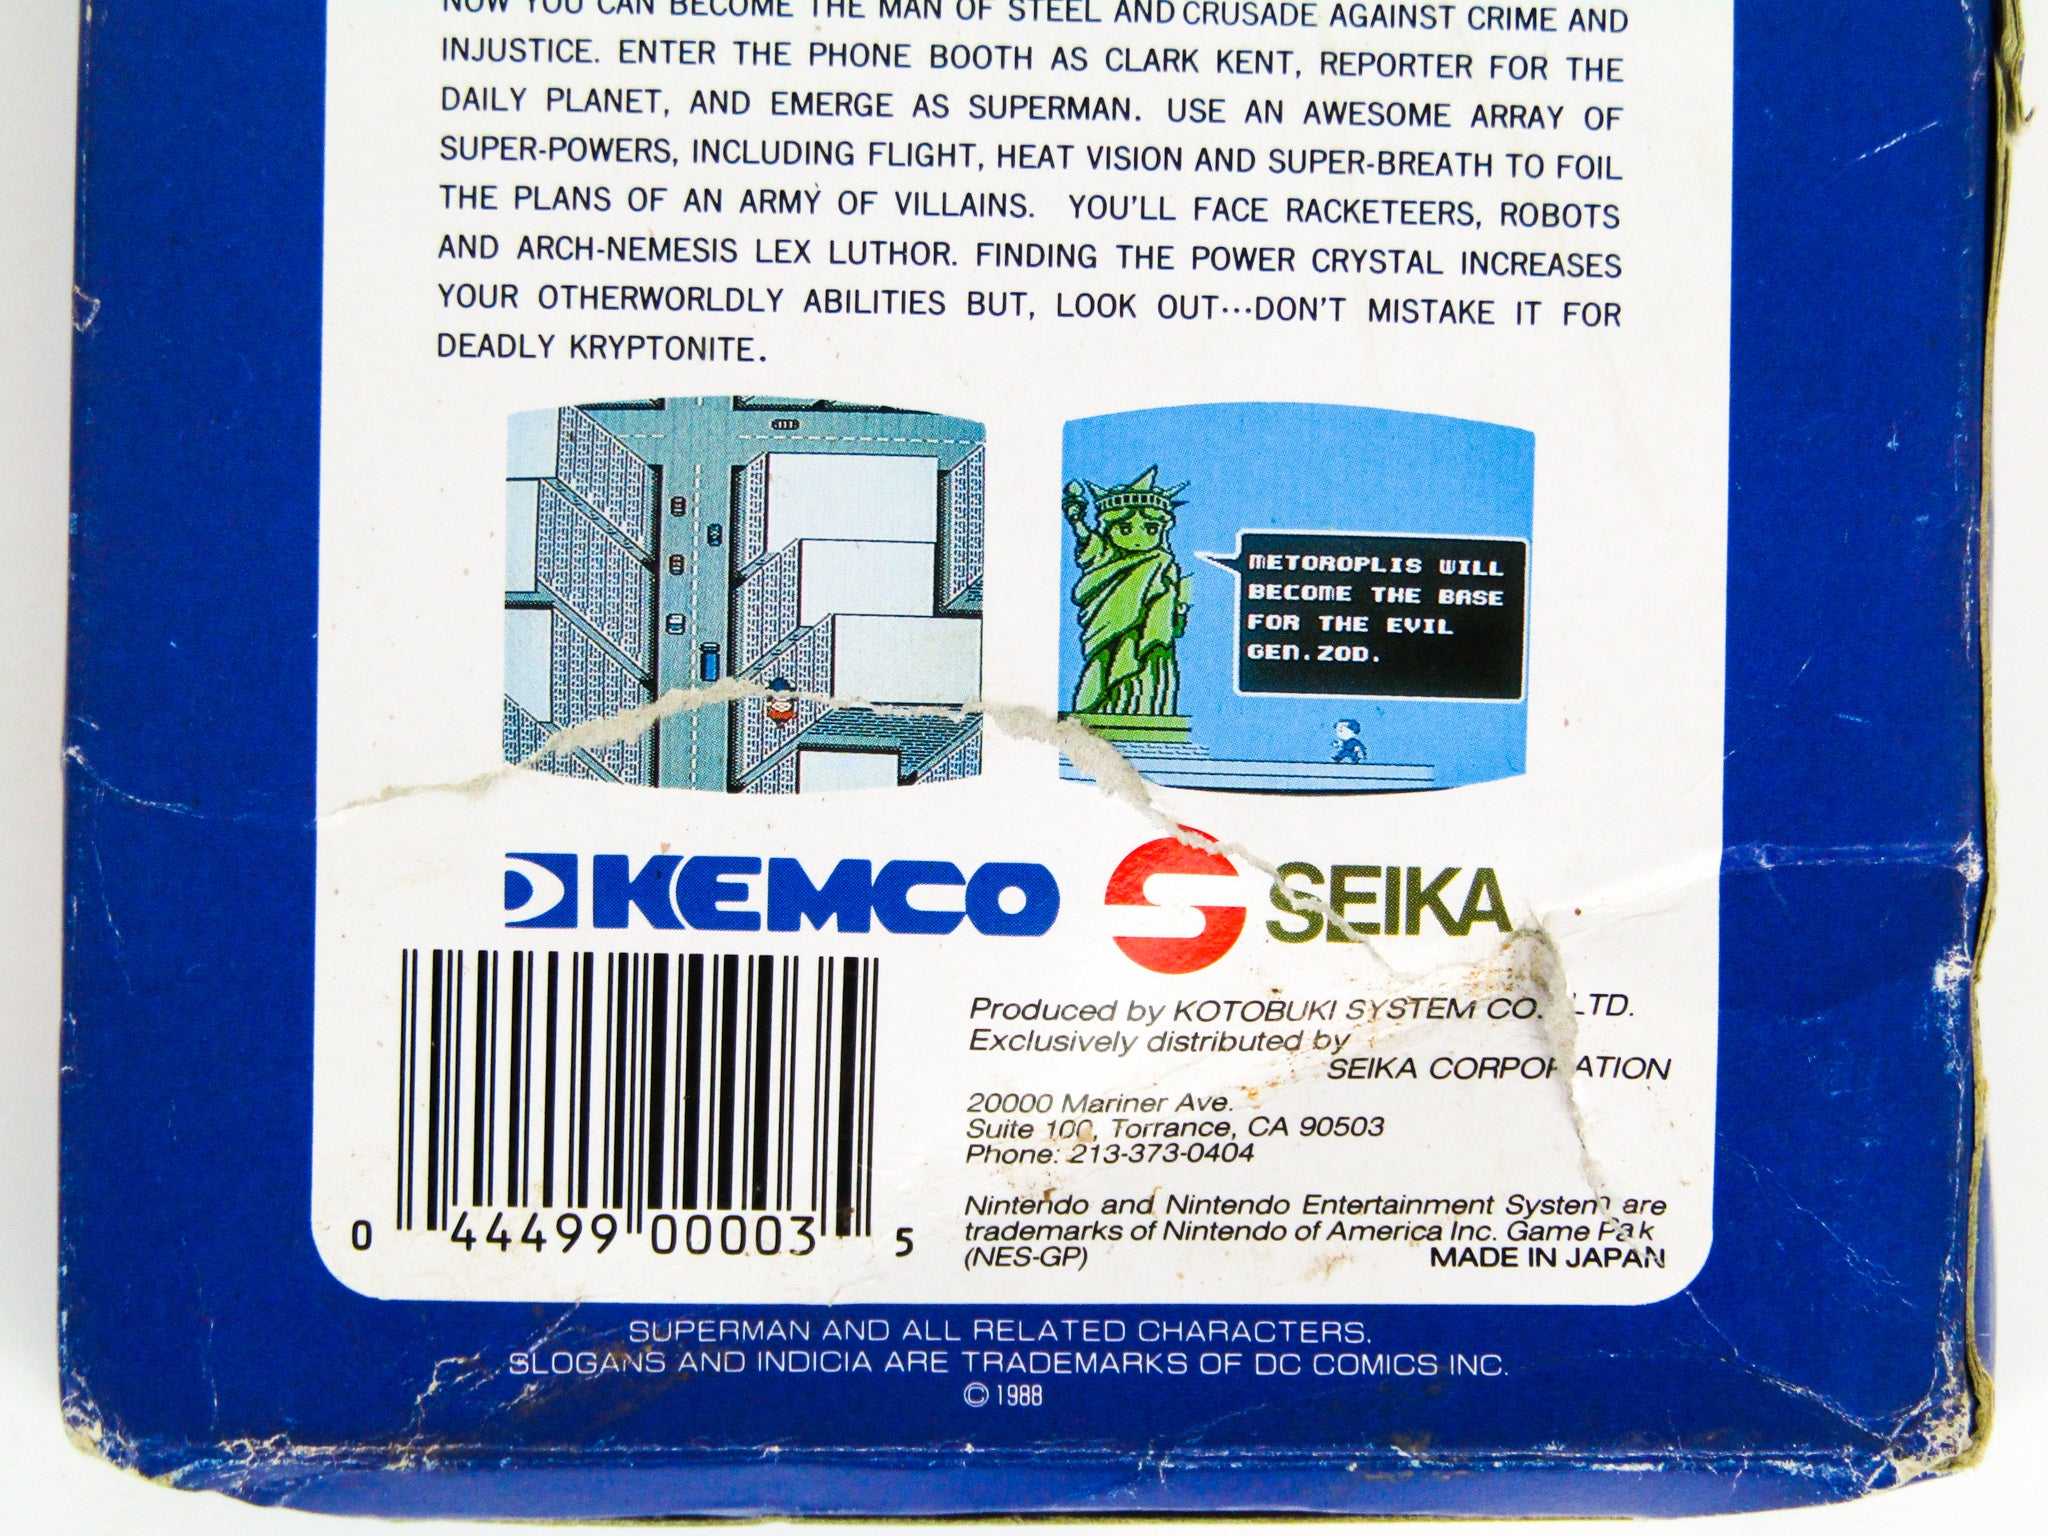 NOW YOU CAN BECOME THE MAN OF STEEL AND CRUSADE AGAINST CRIME AND
INJUSTICE. ENTER THE PHONE BOOTH AS CLARK KENT, REPORTER FOR THE
DAILY PLANET, AND EMERGE AS SUPERMAN. USE AN AWESOME ARRAY OF
SUPER-POWERS, INCLUDING FLIGHT, HEAT VISION AND SUPER-BREATH TO FOIL
THE PLANS OF AN ARMY OF VILLAINS. YOU'LL FACE RACKETEERS, ROBOTS
AND ARCH-NEMESIS LEX LUTHOR. FINDING THE POWER CRYSTAL INCREASES
YOUR OTHERWORLDLY ABILITIES BUT, LOOK OUT···DON'T MISTAKE IT FOR
DEADLY KRYPTONITE.
METOROPLIS WILL
BECOME THE BASE
FOR THE EVIL
GEN.ZOD.
KEMCO
SEIKA
Produced by KOTOBUKI SYSTEM CO. LTD.
Exclusively distributed by
SEIKA CORPORATION
20000 Mariner Ave.
Suite 100, Torrance, CA 90503
Phone: 213-373-0404
Nintendo and Nintendo Entertainment System are
trademarks of Nintendo of America Inc. Game Pak
(NES-GP) MADE IN JAPAN
0 44499 00003 5
SUPERMAN AND ALL RELATED CHARACTERS.
SLOGANS AND INDICIA ARE TRADEMARKS OF DC COMICS INC.
© 1988